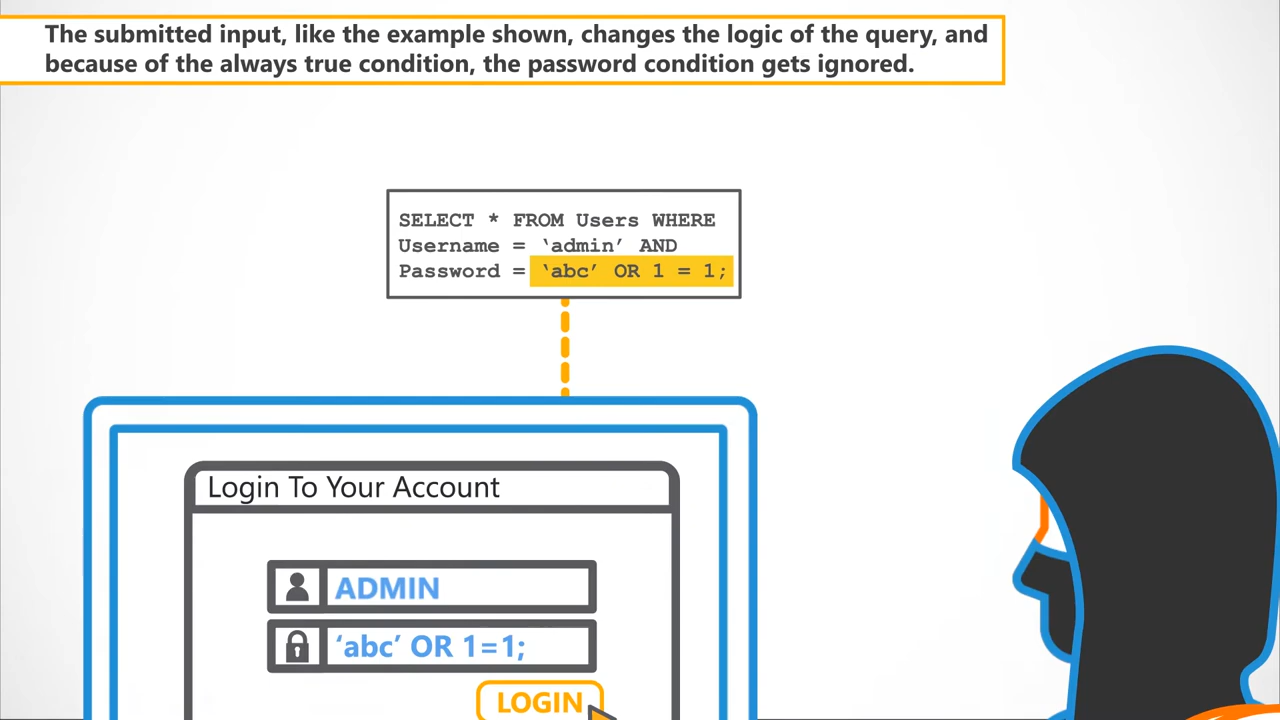 The submitted input, like the example shown, changes the logic of the query, and
because of the always true condition, the password condition gets ignored.
SELECT * FROM Users WHERE
Username = ‘admin’ AND
Password = ‘abc’ OR 1 = 1;
Login To Your Account
ADMIN
‘abc’ OR 1=1;
LOGIN